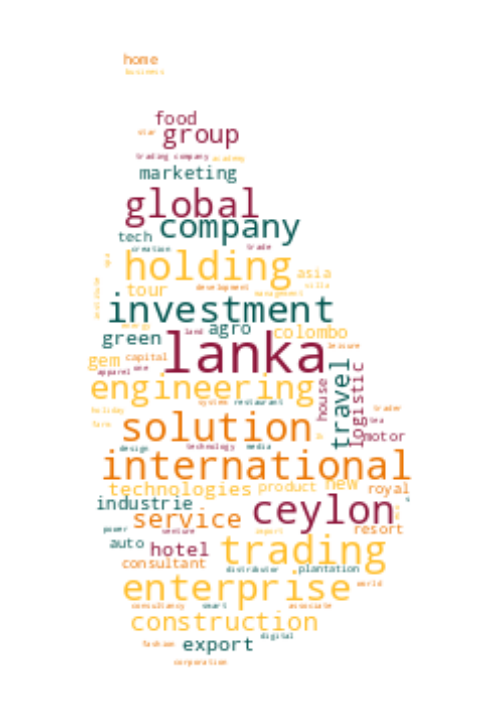 home
business
food
star group
trading company academy
marketing
global
company
tech
creation trade
holding
asia
villa
tour development
management
investment
energy
land agro colombo
green
lanka
leisure
gem capital
apparel one
engineering
travel
logistic
house
system restaurant
holiday
trader
farm
tea
solution
motor
design technology media
international
technologies product new royal
industrie
ceylon
service
resort
power venture import
auto hotel trading
consultant
distributor plantation
enterprise
world
consultancy smart associate
construction
digital
fashion export
corporation